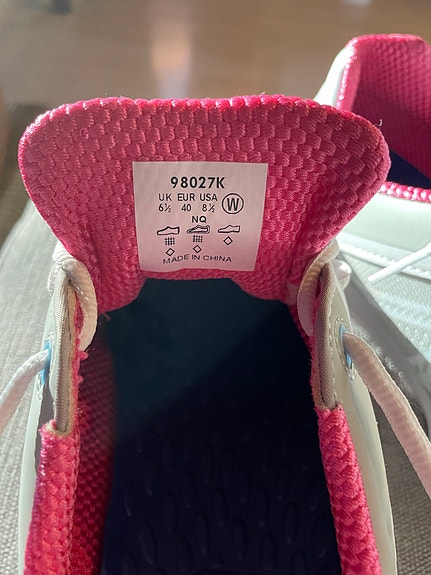 98027K
UK EUR USA
6½ 40 8½ W
NQ
MADE IN CHINA